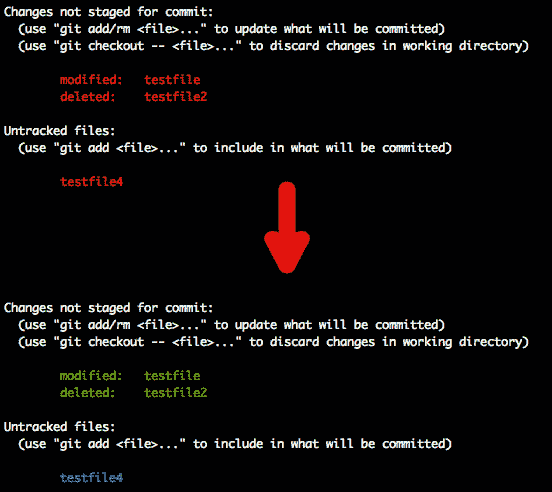 Changes not staged for commit:
(use "git add/rm <file>..." to update what will be committed)
(use "git checkout -- <file>..." to discard changes in working directory)
modified: testfile
deleted: testfile2
Untracked files:
(use "git add <file>..." to include in what will be committed)
testfile4
Changes not staged for commit:
(use "git add/rm <file>..." to update what will be committed)
(use "git checkout -- <file>..." to discard changes in working directory)
modified: testfile
deleted: testfile2
Untracked files:
(use "git add <file>..." to include in what will be committed)
testfile4